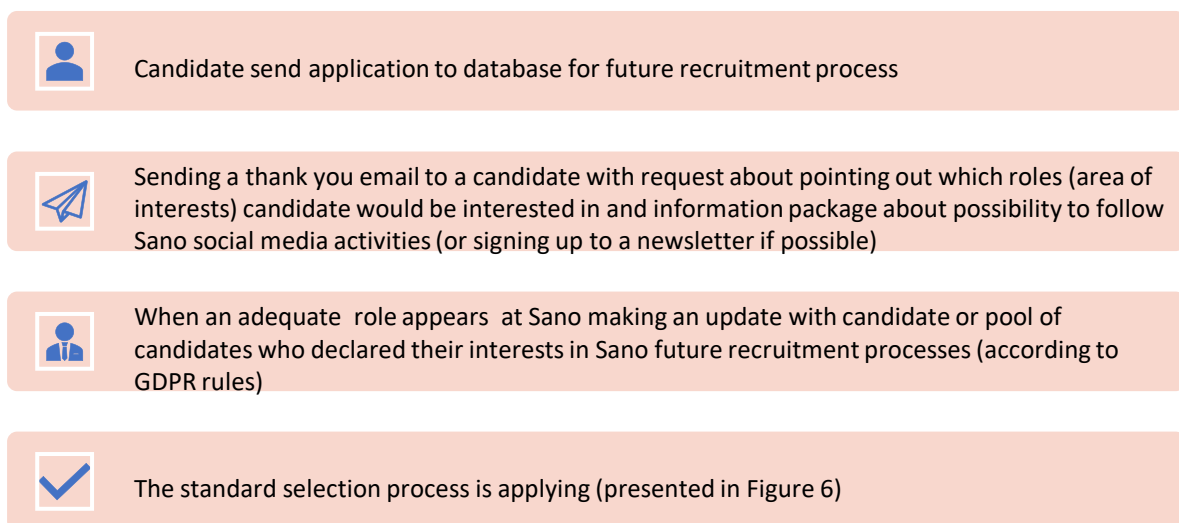 Candidate send application to database for future recruitment process
Sending a thank you email to a candidate with request about pointing out which roles (area of
interests) candidate would be interested in and information package about possibility to follow
Sano social media activities (or signing up to a newsletter if possible)
When an adequate role appears at Sano making an update with candidate or pool of
candidates who declared their interests in Sano future recruitment processes (according to
GDPR rules)
The standard selection process is applying (presented in Figure 6)